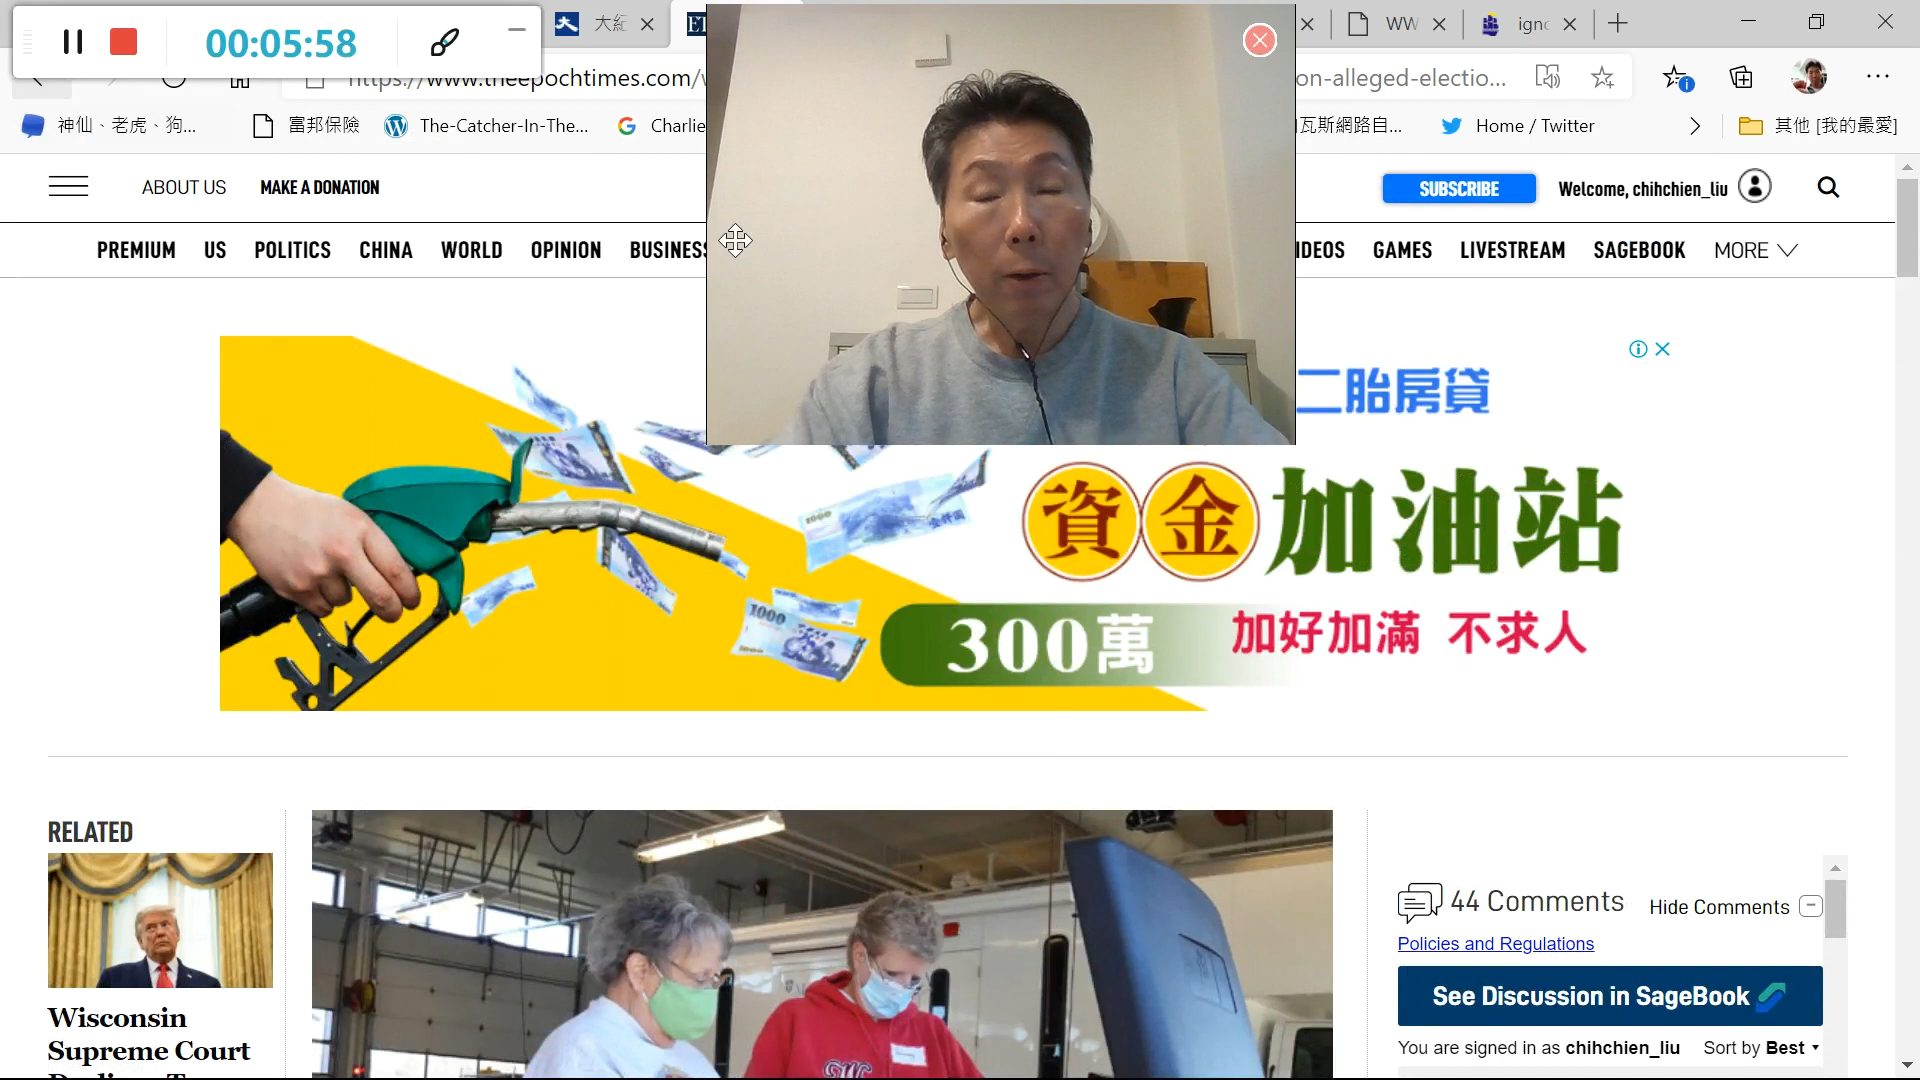 00:05:58
大紀
WW
igno
https://www.theepochtimes.com/
on-alleged-electio...
神仙、老虎、狗...
富邦保險
The-Catcher-In-The...
Charlie
瓦斯網路自...
Home / Twitter
其他 [我的最愛]
ABOUT US
MAKE A DONATION
SUBSCRIBE
Welcome, chihchien_liu
PREMIUM
US
POLITICS
CHINA
WORLD
OPINION
BUSINESS
IDEOS
GAMES
LIVESTREAM
SAGEBOOK
MORE
二胎房貸
資金加油站
300萬
加好加滿 不求人
1000
1000
RELATED
Wisconsin
Supreme Court
44 Comments
Hide Comments
Policies and Regulations
See Discussion in SageBook
You are signed in as chihchien_liu
Sort by Best